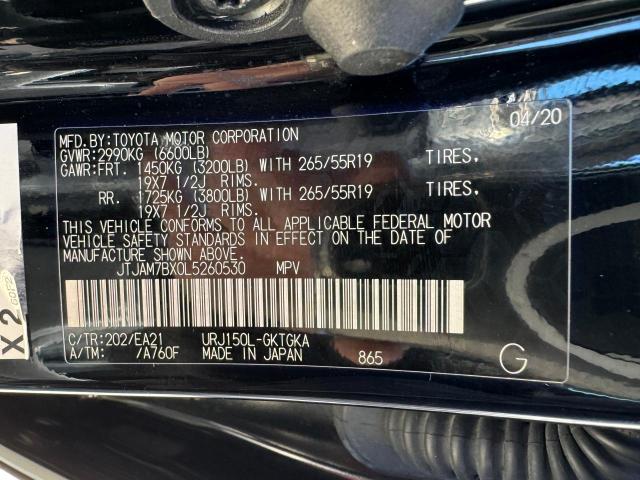 04/20
MFD.BY:TOYOTA MOTOR CORPORATION
GVWR:2990KG (6600LB)
GAWR:FRT. 1450KG (3200LB) WITH 265/55R19 TIRES.
19X7 1/2J RIMS.
RR. 1725KG (3800LB) WITH 265/55R19 TIRES.
19X7 1/2J RIMS.
THIS VEHICLE CONFORMS TO ALL APPLICABLE FEDERAL MOTOR
VEHICLE SAFETY STANDARDS IN EFFECT ON THE DATE OF
MANUFACTURE SHOWN ABOVE.
JTJAM7BX0L5260530 MPV
C/TR:202/EA21 URJ150L-GKTGKA
A/TM: /A760F MADE IN JAPAN 865 G
X2